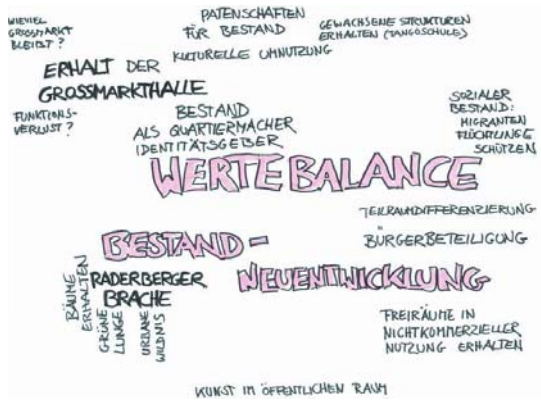 WIEVIEL
GROSSMARKT
BLEIBT?
PATENSCHAFTEN
FÜR BESTAND
GEWACHSENE STRUKTUREN
ERHALTEN (TANGOSCHULE)
KULTURELLE UMNUTZUNG
ERHALT DER
GROSSMARKTHALLE
FUNKTIONS-
VERLUST?
BESTAND
ALS QUARTIERMACHER
IDENTITÄTSGEBER
SOZIALER
BESTAND:
MIGRANTEN
FLÜCHTLINGE
SCHÜTZEN
WERTEBALANCE
TEILRAUMDIFFERENZIERUNG
BESTAND-
BÜRGERBETEILIGUNG
NEUENTWICKLUNG
RADERBERGER
BRACHE
BÄUME
ERHALTEN
GRÜNE
LUNGE
URBANE
WILDNIS
FREIRÄUME IN
NICHTKOMMERZIELLER
NUTZUNG ERHALTEN
KUNST IM ÖFFENTLICHEN RAUM